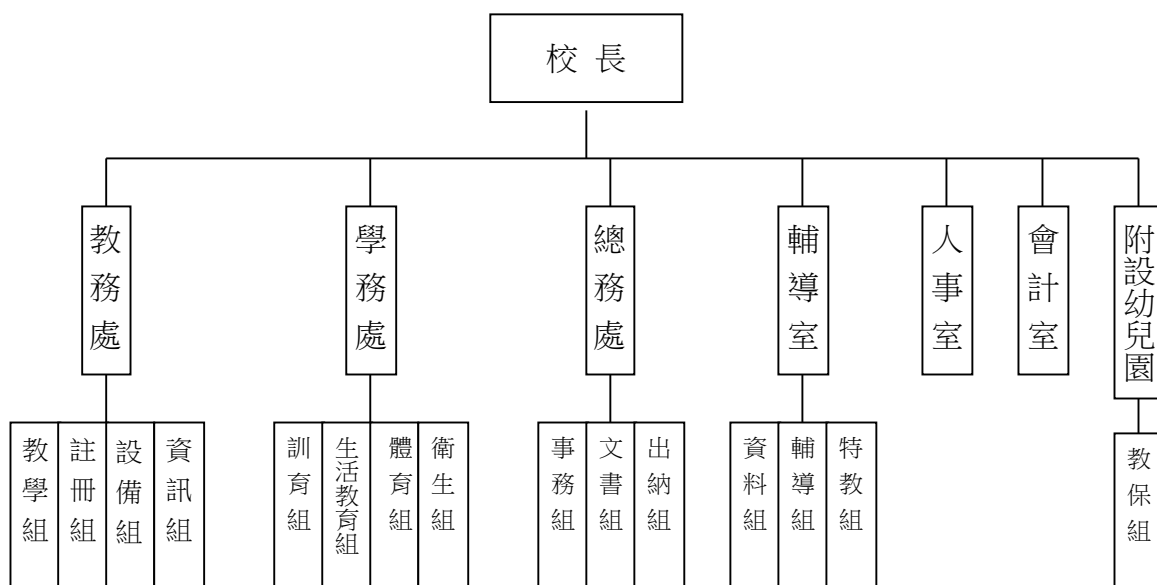 校長
教務處
學務處
總務處
輔導室
人事室
會計室
附設幼兒園
教學組
註冊組
設備組
資訊組
訓育組
生活教育組
體育組
衛生組
事務組
文書組
出納組
資料組
輔導組
特教組
教保組